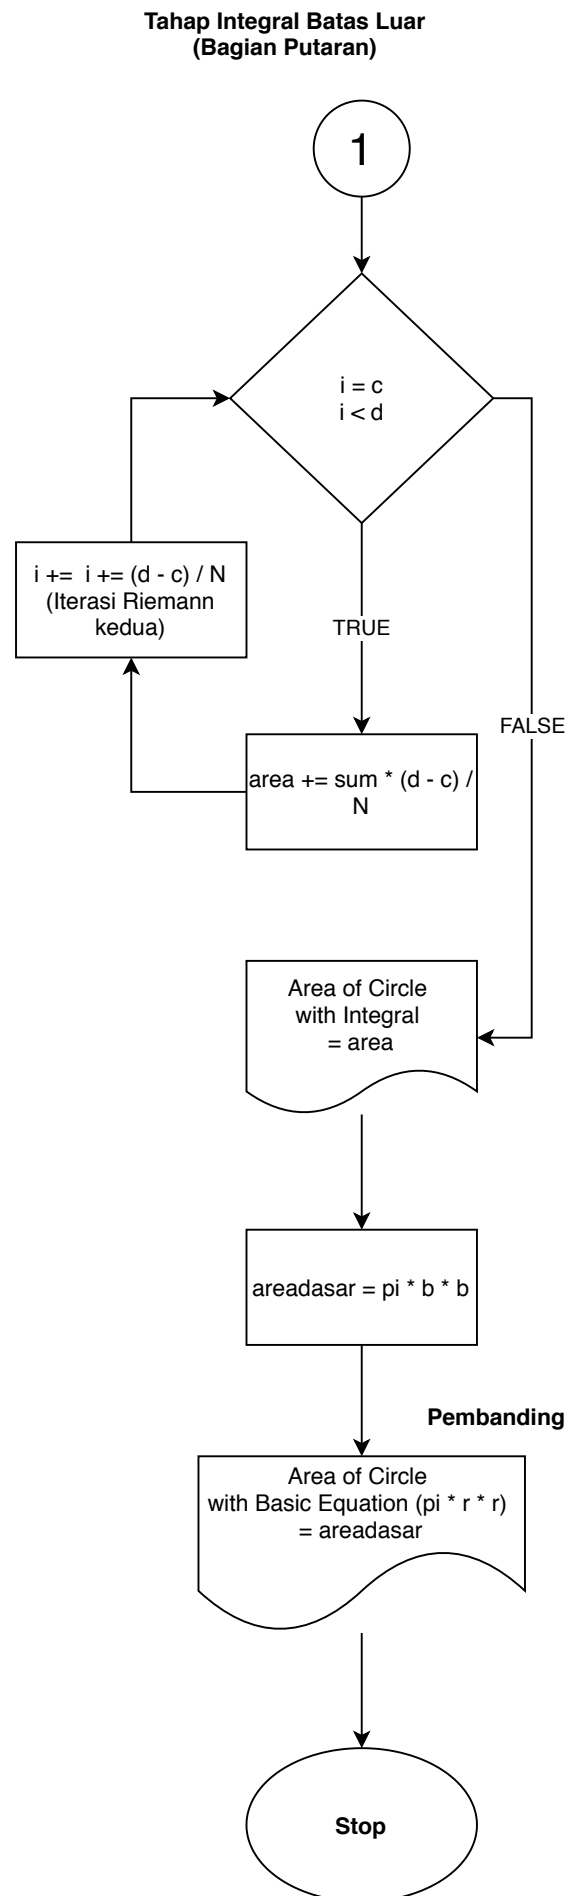 Tahap Integral Batas Luar
(Bagian Putaran)
1
i = c
i < d
i += i += (d - c) / N
(Iterasi Riemann
kedua)
TRUE
FALSE
area += sum * (d - c) /
N
Area of Circle
with Integral
= area
areadasar = pi * b * b
Pembanding
Area of Circle
with Basic Equation (pi * r * r)
= areadasar
Stop